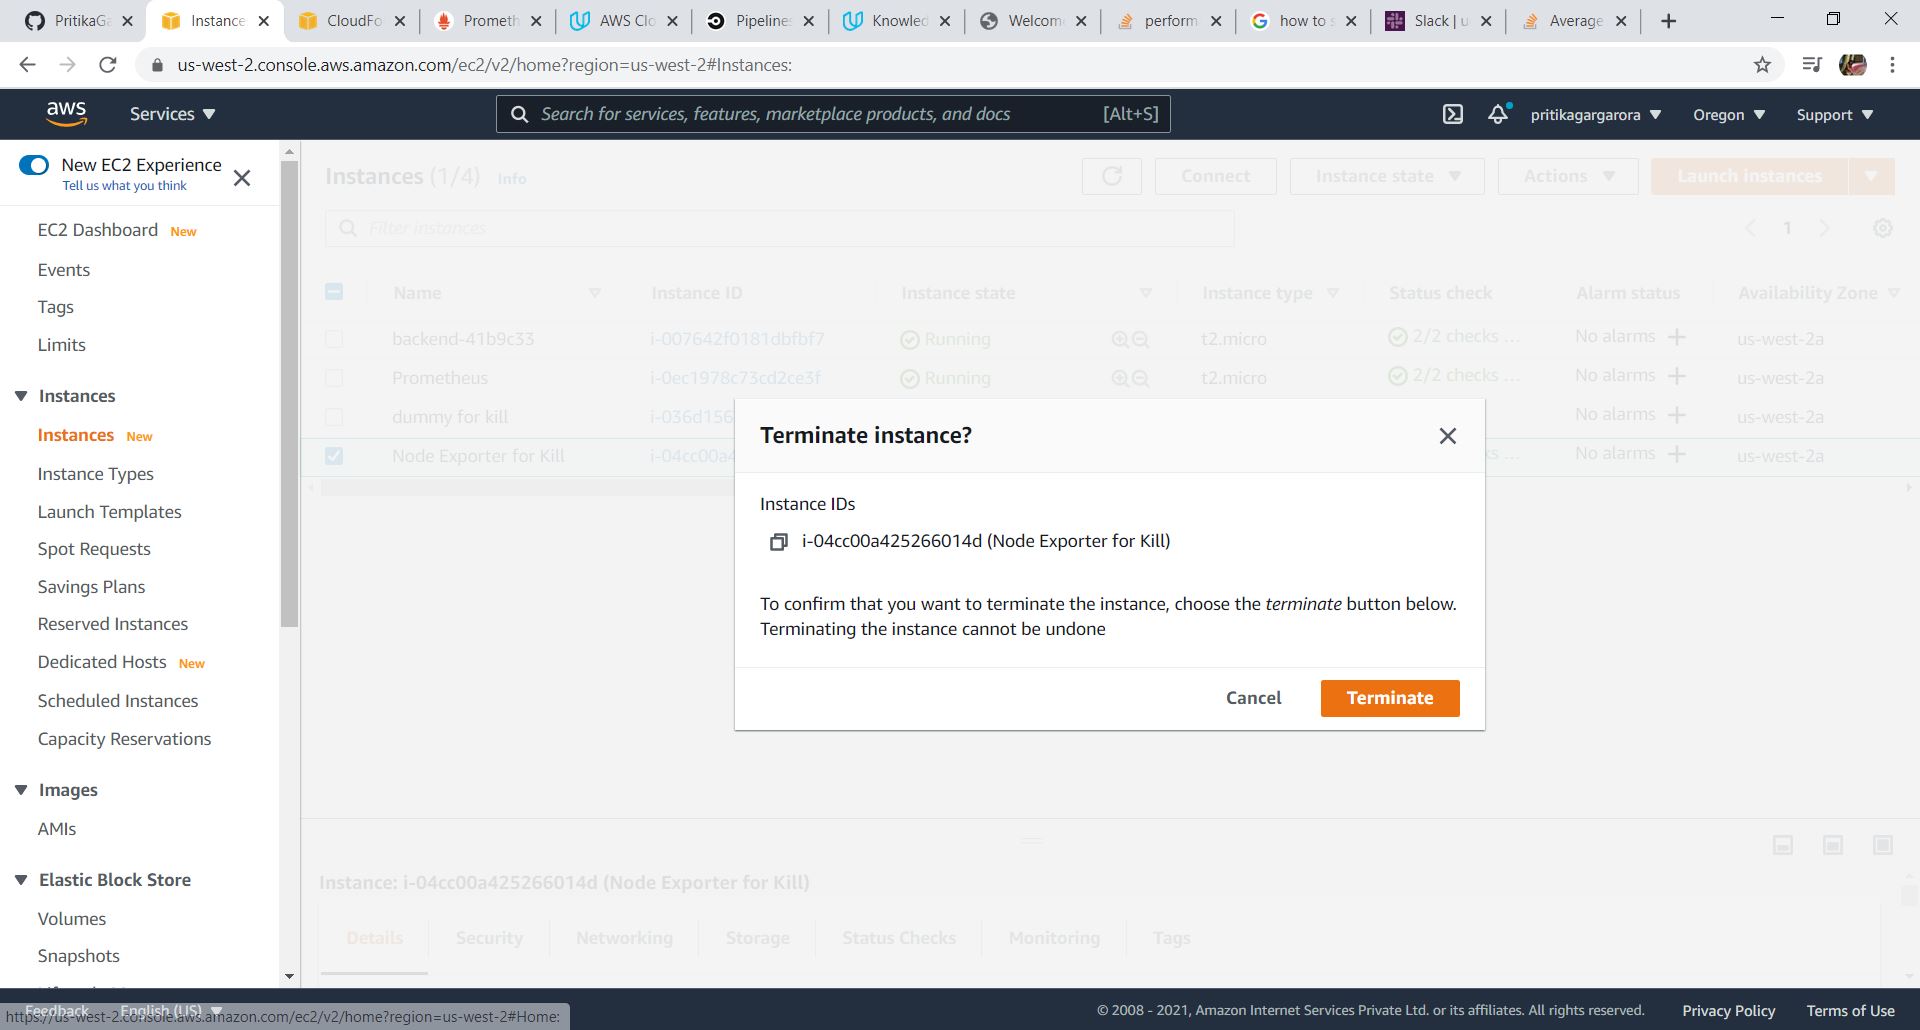 PritikaGa
Instance
CloudFo
Prometh
AWS Clo
Pipelines
Knowled
Welcome
perform
how to s
Slack | u
Average
us-west-2.console.aws.amazon.com/ec2/v2/home?region=us-west-2#Instances:
aws
Services
Search for services, features, marketplace products, and docs [Alt+S]
pritikagargarora
Oregon
Support
New EC2 Experience
Tell us what you think
EC2 Dashboard New
Events
Tags
Limits
Instances
Instances New
Instance Types
Launch Templates
Spot Requests
Savings Plans
Reserved Instances
Dedicated Hosts New
Scheduled Instances
Capacity Reservations
Images
AMIs
Elastic Block Store
Volumes
Snapshots
Instances (1/4) Info
Connect
Instance state
Actions
Launch instances
Filter instances
1
Name Instance ID Instance state Instance type Status check Alarm status Availability Zone
backend-41b9c33 i-007642f0181dbfbf7 Running t2.micro 2/2 checks ... No alarms us-west-2a
Prometheus i-0ec1978c73cd2ce3f Running t2.micro 2/2 checks ... No alarms us-west-2a
dummy for kill i-036d156 No alarms us-west-2a
Node Exporter for Kill i-04cc00a4 ks ... No alarms us-west-2a
Terminate instance?
Instance IDs
i-04cc00a425266014d (Node Exporter for Kill)
To confirm that you want to terminate the instance, choose the terminate button below.
Terminating the instance cannot be undone
Cancel
Terminate
Instance: i-04cc00a425266014d (Node Exporter for Kill)
Details Security Networking Storage Status Checks Monitoring Tags
Feedback English (US)
https://us-west-2.console.aws.amazon.com/ec2/v2/home?region=us-west-2#Home:
© 2008 - 2021, Amazon Internet Services Private Ltd. or its affiliates. All rights reserved. Privacy Policy Terms of Use